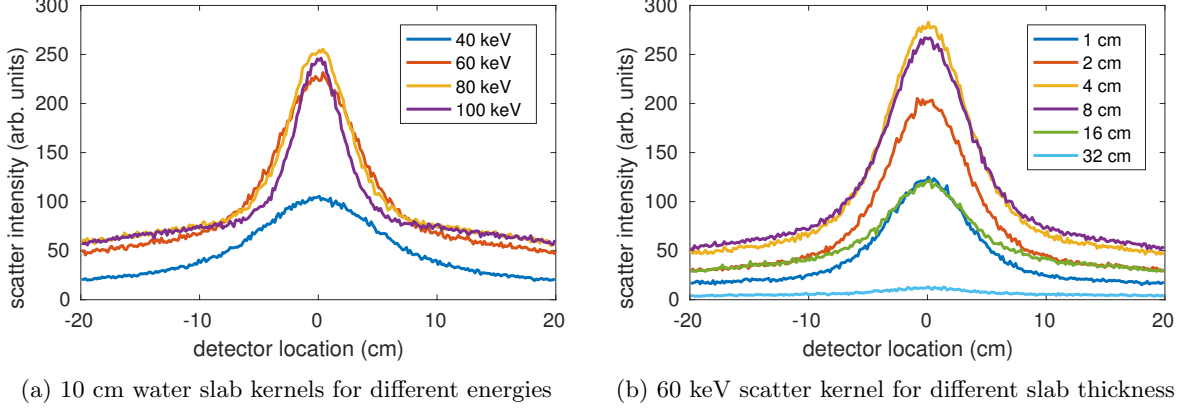 300
250
200
150
100
50
0
scatter intensity (arb. units)
40 keV
60 keV
80 keV
100 keV
-20 -10 0 10 20
detector location (cm)
(a) 10 cm water slab kernels for different energies
300
250
200
150
100
50
0
scatter intensity (arb. units)
1 cm
2 cm
4 cm
8 cm
16 cm
32 cm
-20 -10 0 10 20
detector location (cm)
(b) 60 keV scatter kernel for different slab thickness